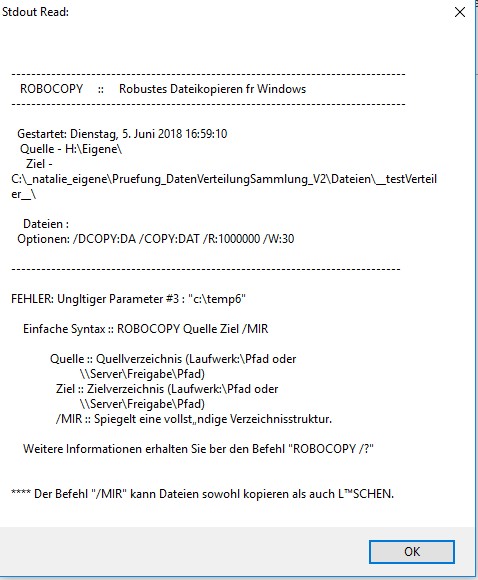 Stdout Read:
-------------------------------------------------------------------------------
ROBOCOPY :: Robustes Dateikopieren fr Windows
-------------------------------------------------------------------------------
Gestartet: Dienstag, 5. Juni 2018 16:59:10
Quelle - H:\Eigene\
Ziel -
C:\_natalie_eigene\Pruefung_DatenVerteilungSammlung_V2\Dateien\__testVerteil
er__\
Dateien :
Optionen: /DCOPY:DA /COPY:DAT /R:1000000 /W:30
------------------------------------------------------------------------------
FEHLER: Ungltiger Parameter #3 : "c:\temp6"
Einfache Syntax :: ROBOCOPY Quelle Ziel /MIR
Quelle :: Quellverzeichnis (Laufwerk:\Pfad oder
\\Server\Freigabe\Pfad)
Ziel :: Zielverzeichnis (Laufwerk:\Pfad oder
\\Server\Freigabe\Pfad)
/MIR :: Spiegelt eine vollst„ndige Verzeichnisstruktur.
Weitere Informationen erhalten Sie ber den Befehl "ROBOCOPY /?"
**** Der Befehl "/MIR" kann Dateien sowohl kopieren als auch L™SCHEN.
OK